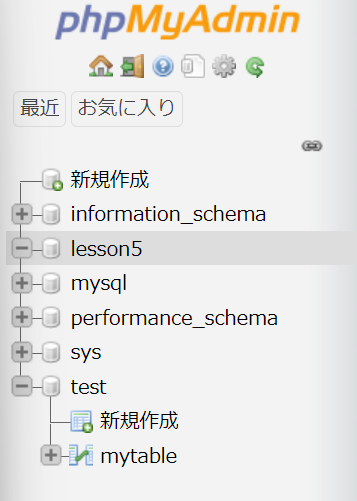 phpMyAdmin
最近 お気に入り
新規作成
information_schema
lesson5
mysql
performance_schema
sys
test
新規作成
mytable